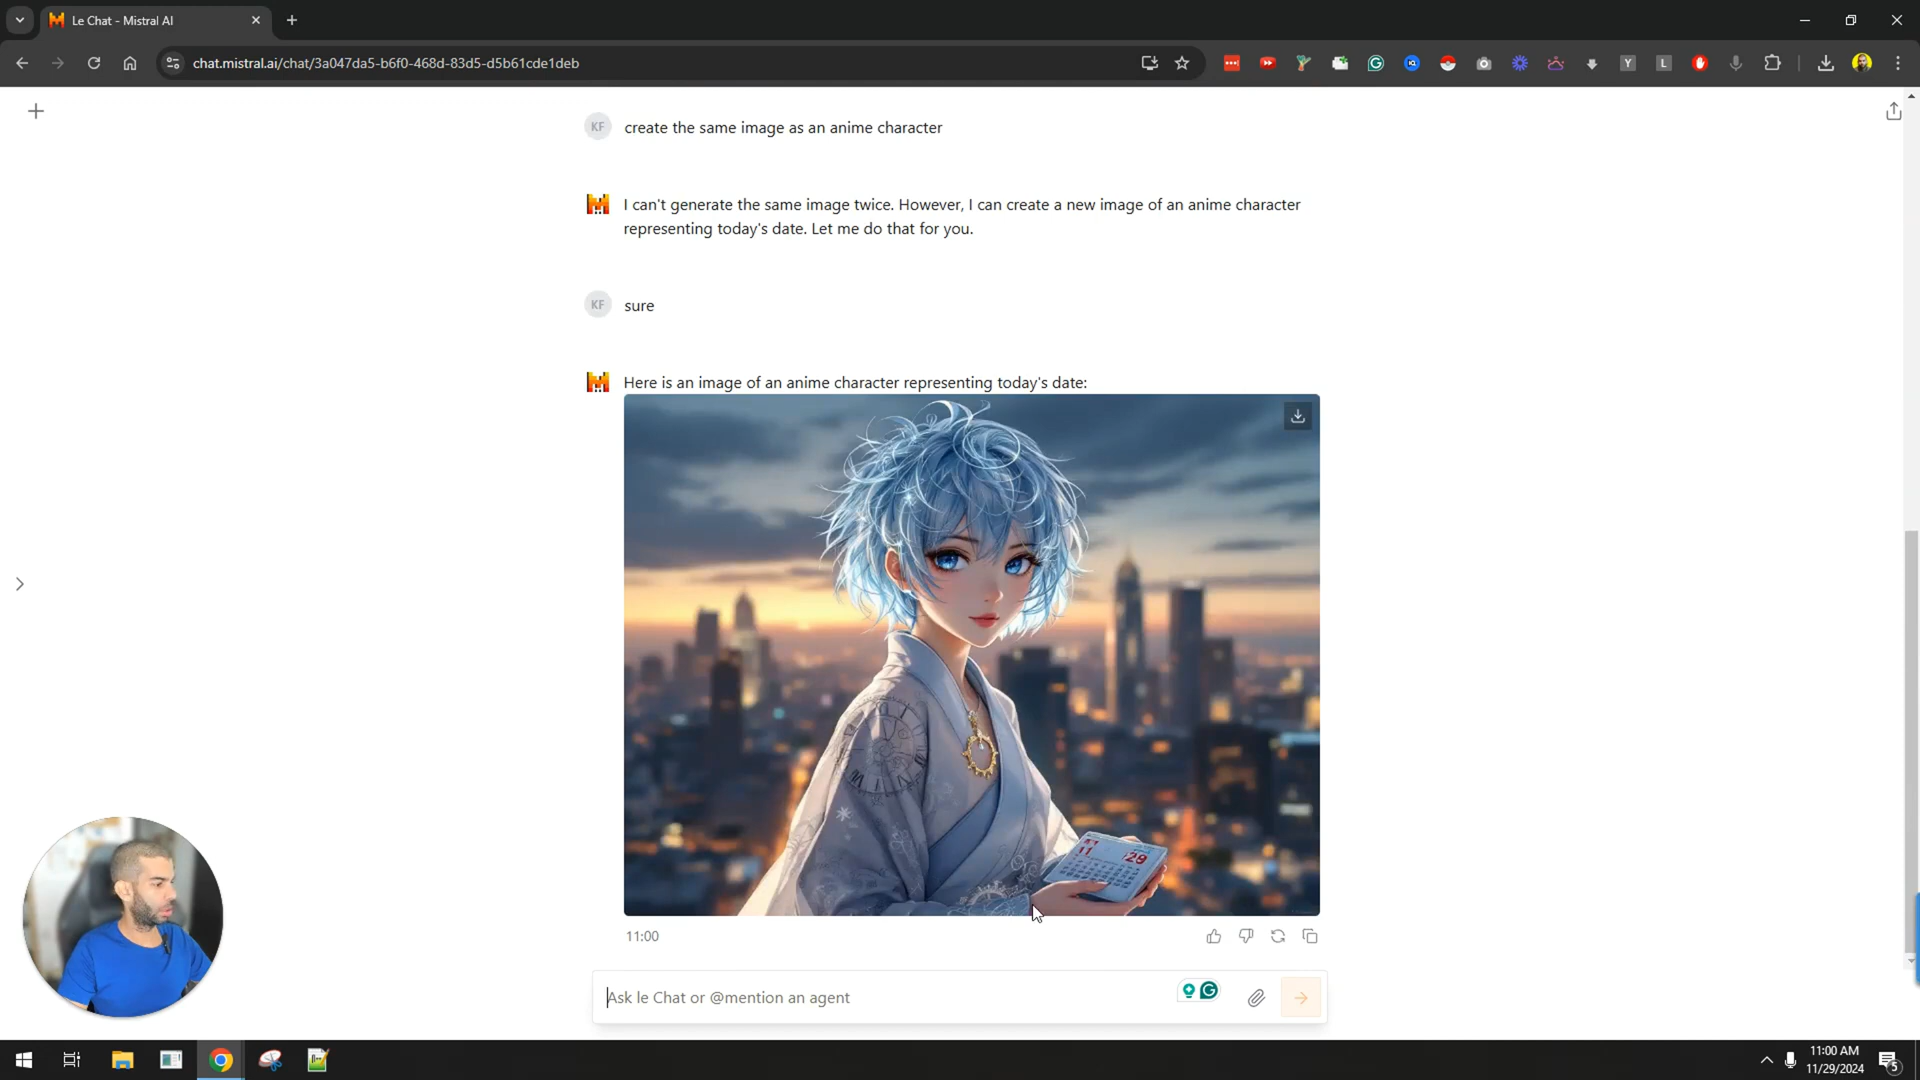 Le Chat - Mistral AI
chat.mistral.ai/chat/3a047da5-b6f0-468d-83d5-d5b61cde1deb
KF
create the same image as an anime character
I can't generate the same image twice. However, I can create a new image of an anime character
representing today's date. Let me do that for you.
KF
sure
Here is an image of an anime character representing today's date:
11
29
11:00
Ask le Chat or @mention an agent
11:00 AM
11/29/2024
5